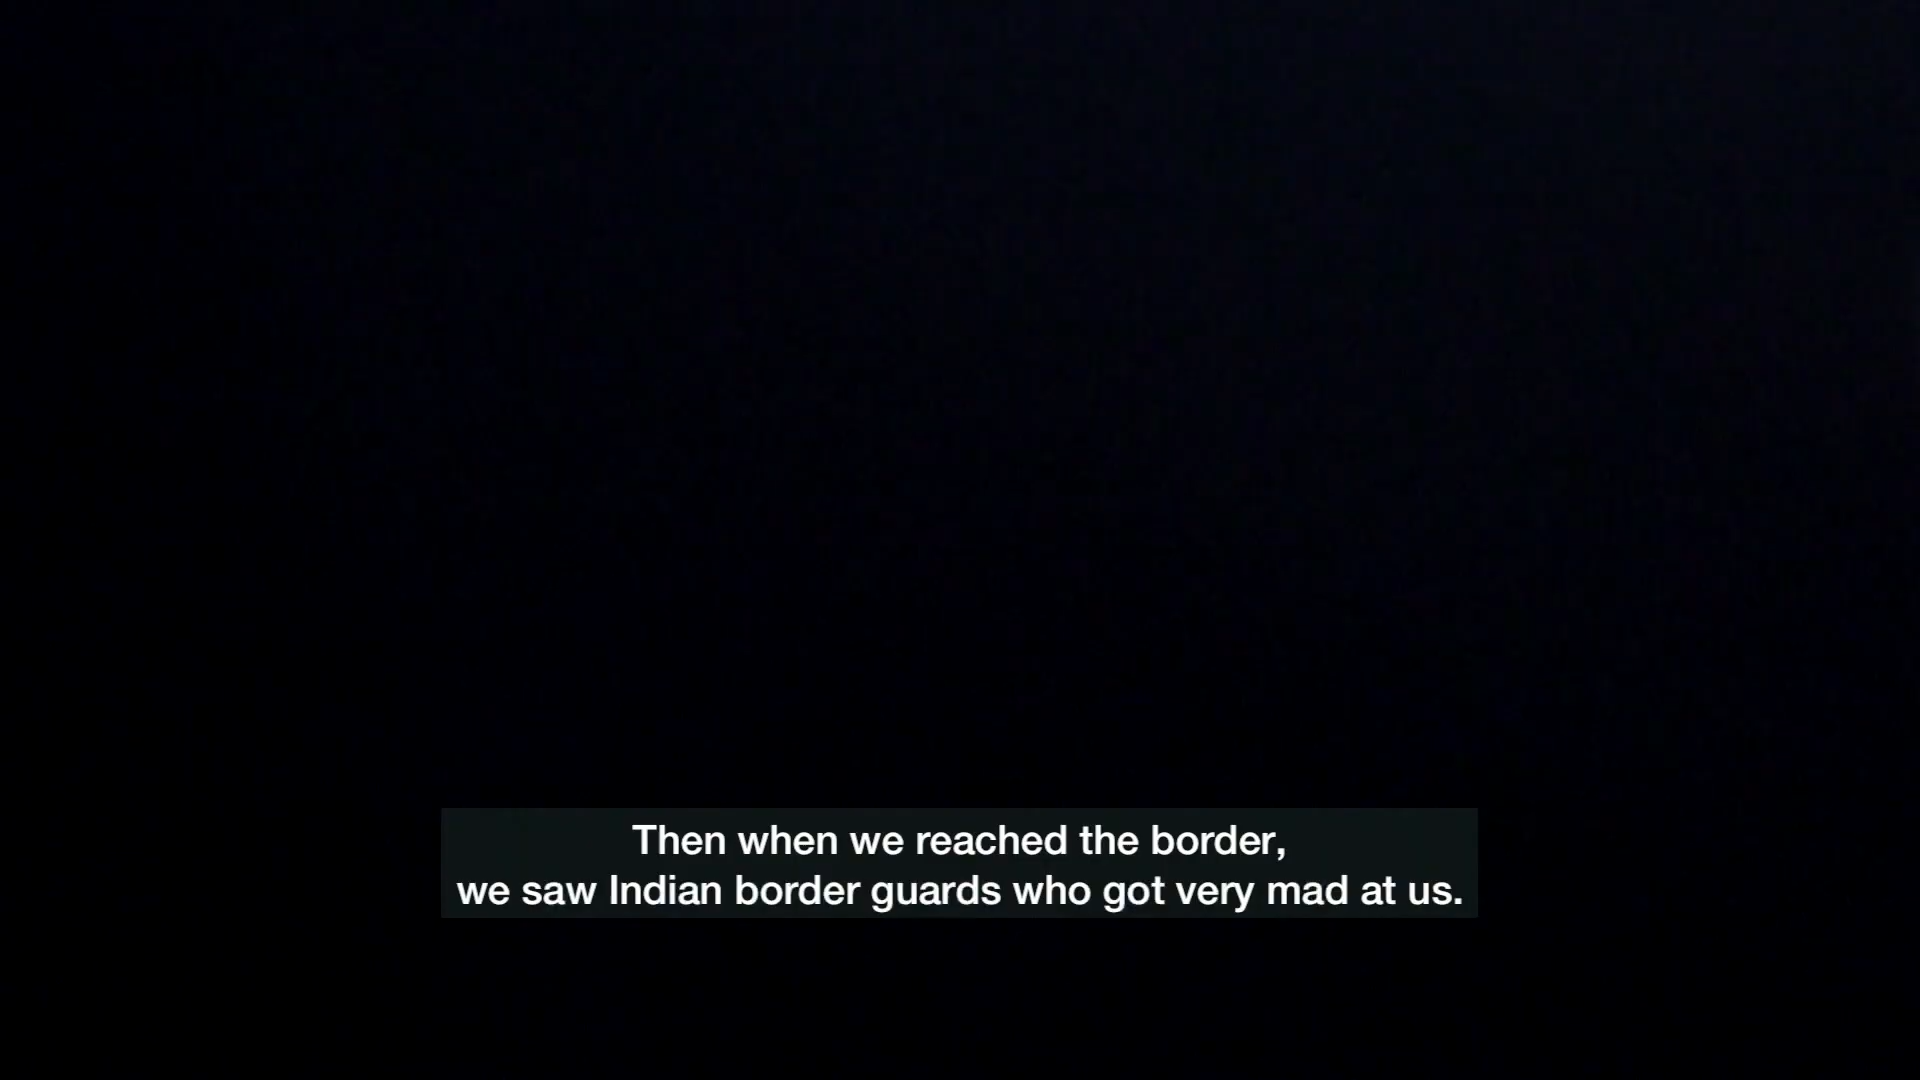 Then when we reached the border,
we saw Indian border guards who got very mad at us.